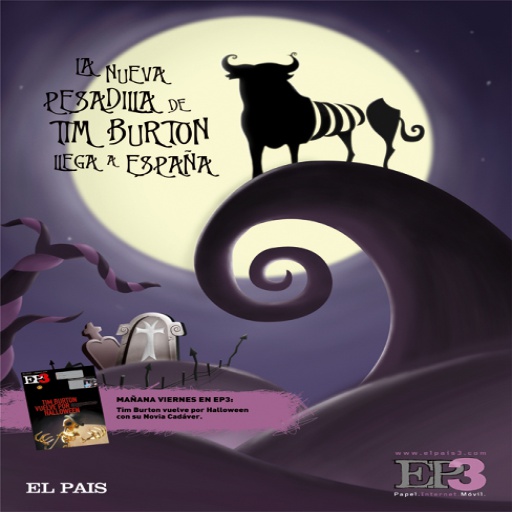 LA NUEVA
PESADILLA DE
TIM BURTON
LLEGA A ESPAÑA
EP3
TIM BURTON
VUELVE POR
HALLOWEEN
MAÑANA VIERNES EN EP3:
Tim Burton vuelve por Halloween
con su Novia Cadáver.
EL PAIS
www.elpais3.com
EP3
Papel.Internet.Móvil.